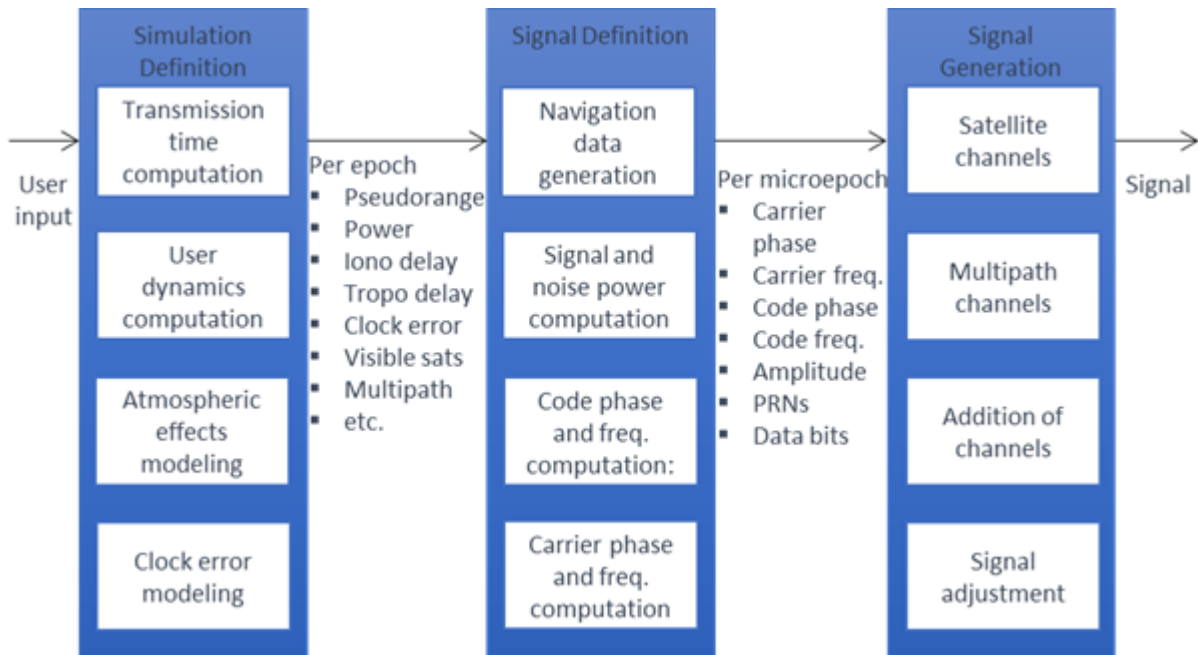 Simulation
Definition
Transmission
time
computation
User
dynamics
computation
Atmospheric
effects
modeling
Clock error
modeling
User
input
Per epoch
▪ Pseudorange
▪ Power
▪ Iono delay
▪ Tropo delay
▪ Clock error
▪ Visible sats
▪ Multipath
▪ etc.
Signal Definition
Navigation
data
generation
Signal and
noise power
computation
Code phase
and freq.
computation:
Carrier phase
and freq.
computation
Per microepoch
▪ Carrier
phase
▪ Carrier freq.
▪ Code phase
▪ Code freq.
▪ Amplitude
▪ PRNs
▪ Data bits
Signal
Generation
Satellite
channels
Multipath
channels
Addition of
channels
Signal
adjustment
Signal